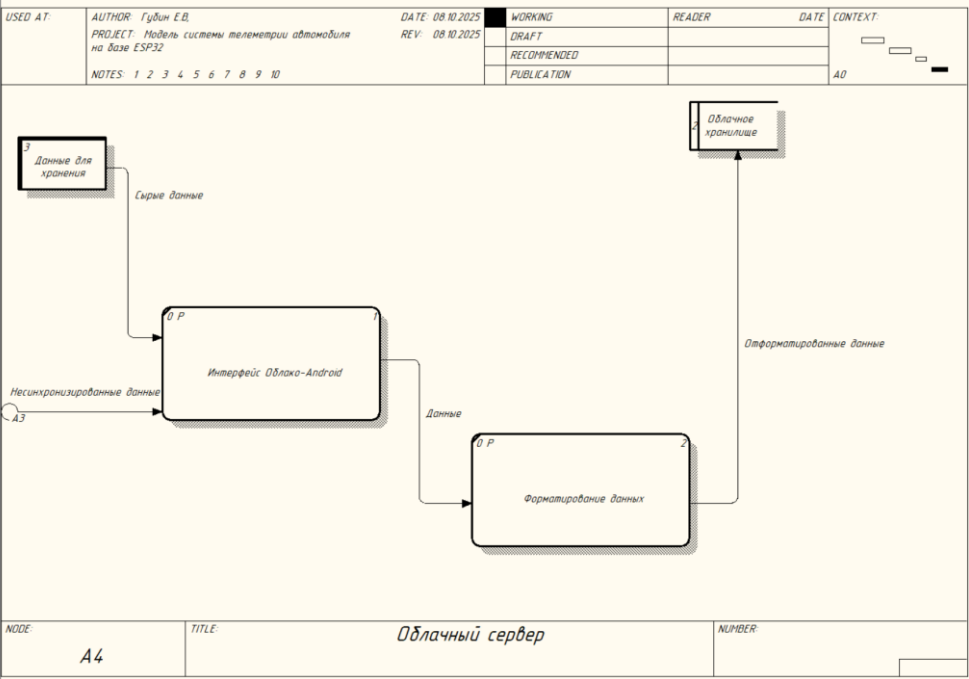 USED AT:
AUTHOR: Губин Е.В,
DATE: 08.10.2025
PROJECT: Модель системы телеметрии автомобиля
на базе ESP32
REV: 08.10.2025
NOTES: 1 2 3 4 5 6 7 8 9 10
WORKING
DRAFT
RECOMMENDED
PUBLICATION
READER DATE
CONTEXT:
A0
3
Данные для
хранения
2
Облачное
хранилище
Сырые данные
0 Р 1
Интерфейс Облако-Android
Несинхронизированные данные
A3
Данные
Отформатированные данные
0 Р 2
Форматирование данных
NODE:
A4
TITLE:
Облачный сервер
NUMBER: